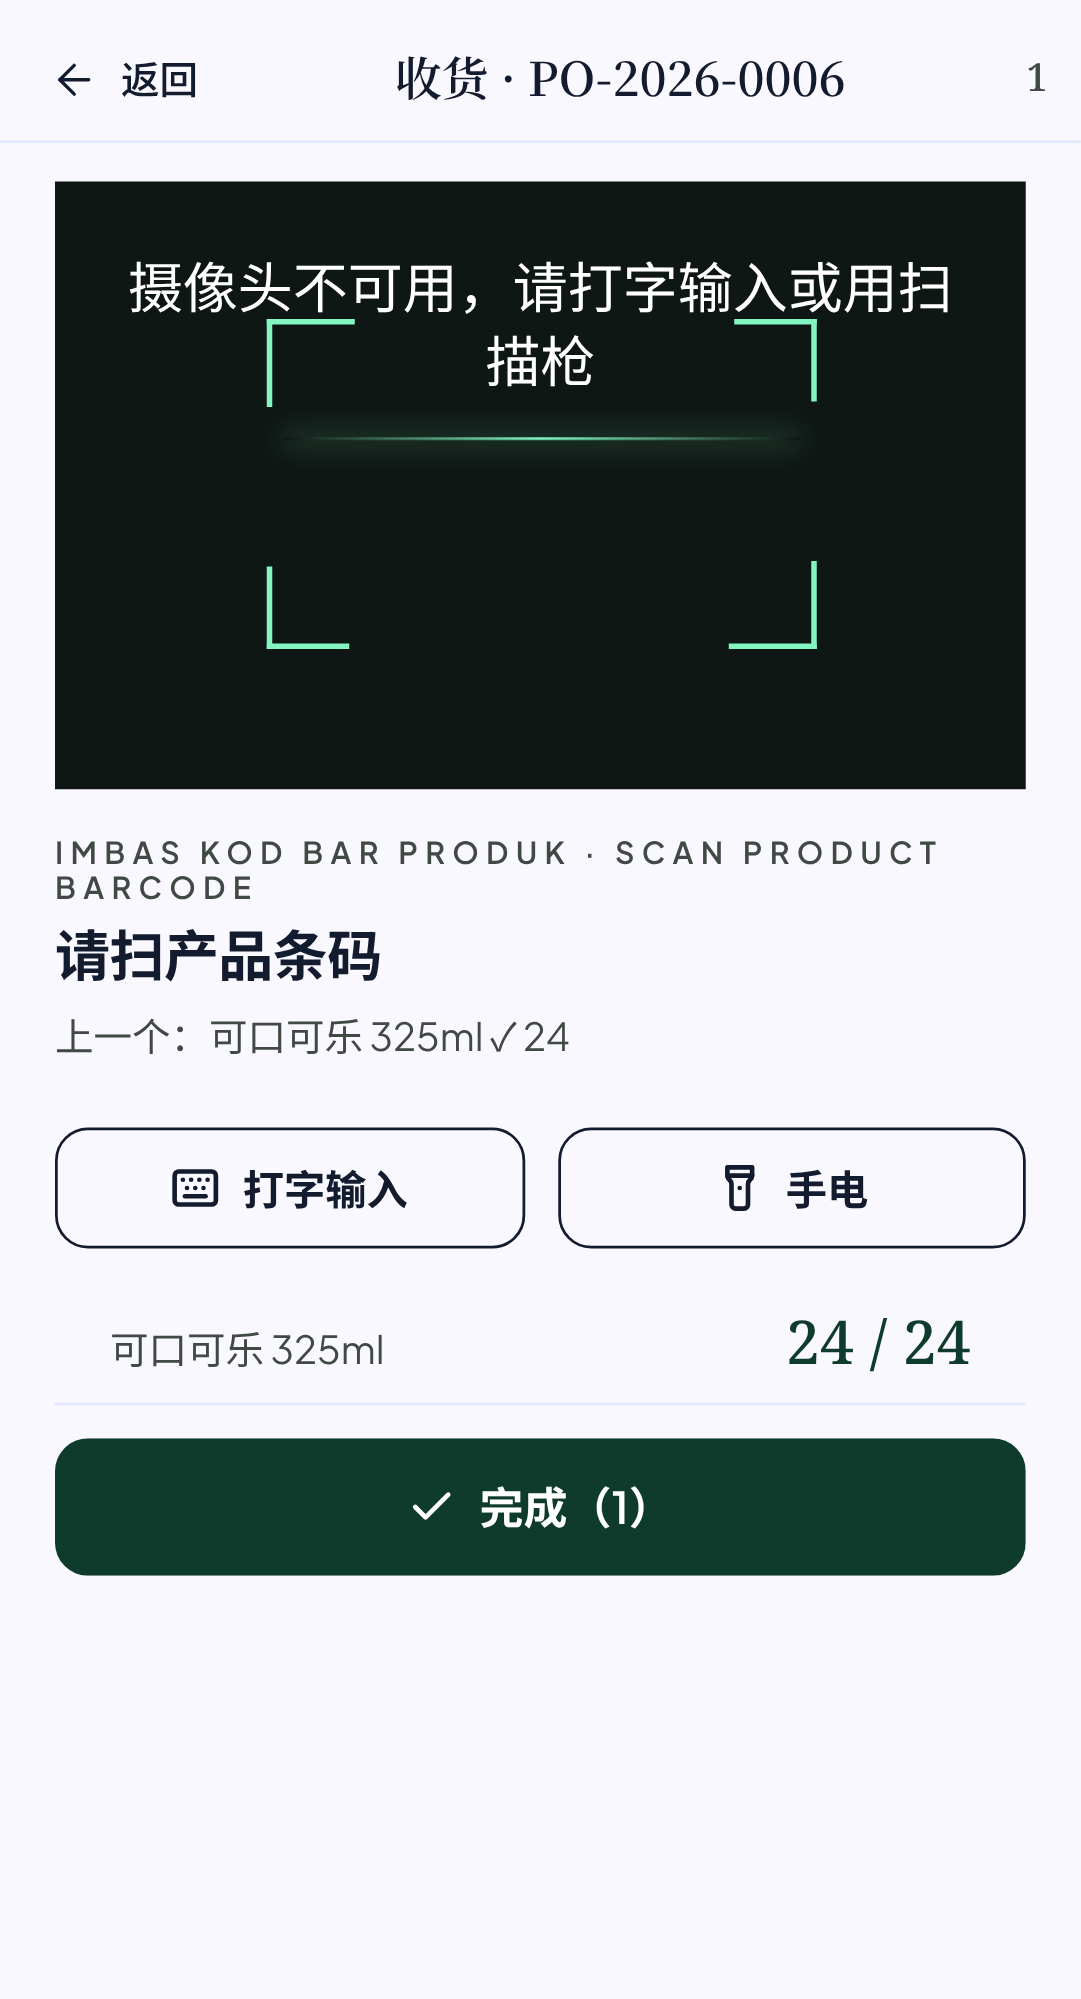 返回
收货 · PO-2026-0006
1
摄像头不可用，请打字输入或用扫
描枪
IMBAS KOD BAR PRODUK · SCAN PRODUCT
BARCODE
请扫产品条码
上一个：可口可乐 325ml ✓ 24
打字输入
手电
可口可乐 325ml
24 / 24
完成（1）